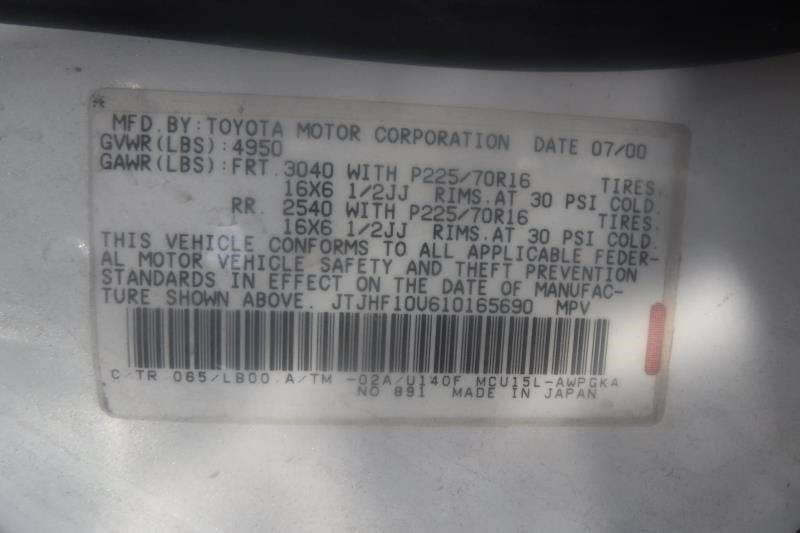 MFD.BY:TOYOTA MOTOR CORPORATION DATE 07/00
GVWR(LBS):4950
GAWR(LBS):FRT. 3040 WITH P225/70R16 TIRES.
16X6 1/2JJ RIMS.AT 30 PSI COLD.
RR. 2540 WITH P225/70R16 TIRES.
16X6 1/2JJ RIMS.AT 30 PSI COLD.
THIS VEHICLE CONFORMS TO ALL APPLICABLE FEDER-
AL MOTOR VEHICLE SAFETY AND THEFT PREVENTION
STANDARDS IN EFFECT ON THE DATE OF MANUFAC-
TURE SHOWN ABOVE. JTJHF10U610165690 MPV
C/TR 065/LB00 A/TM -02A/U140F MCU15L-AWPGKA
NO 891 MADE IN JAPAN